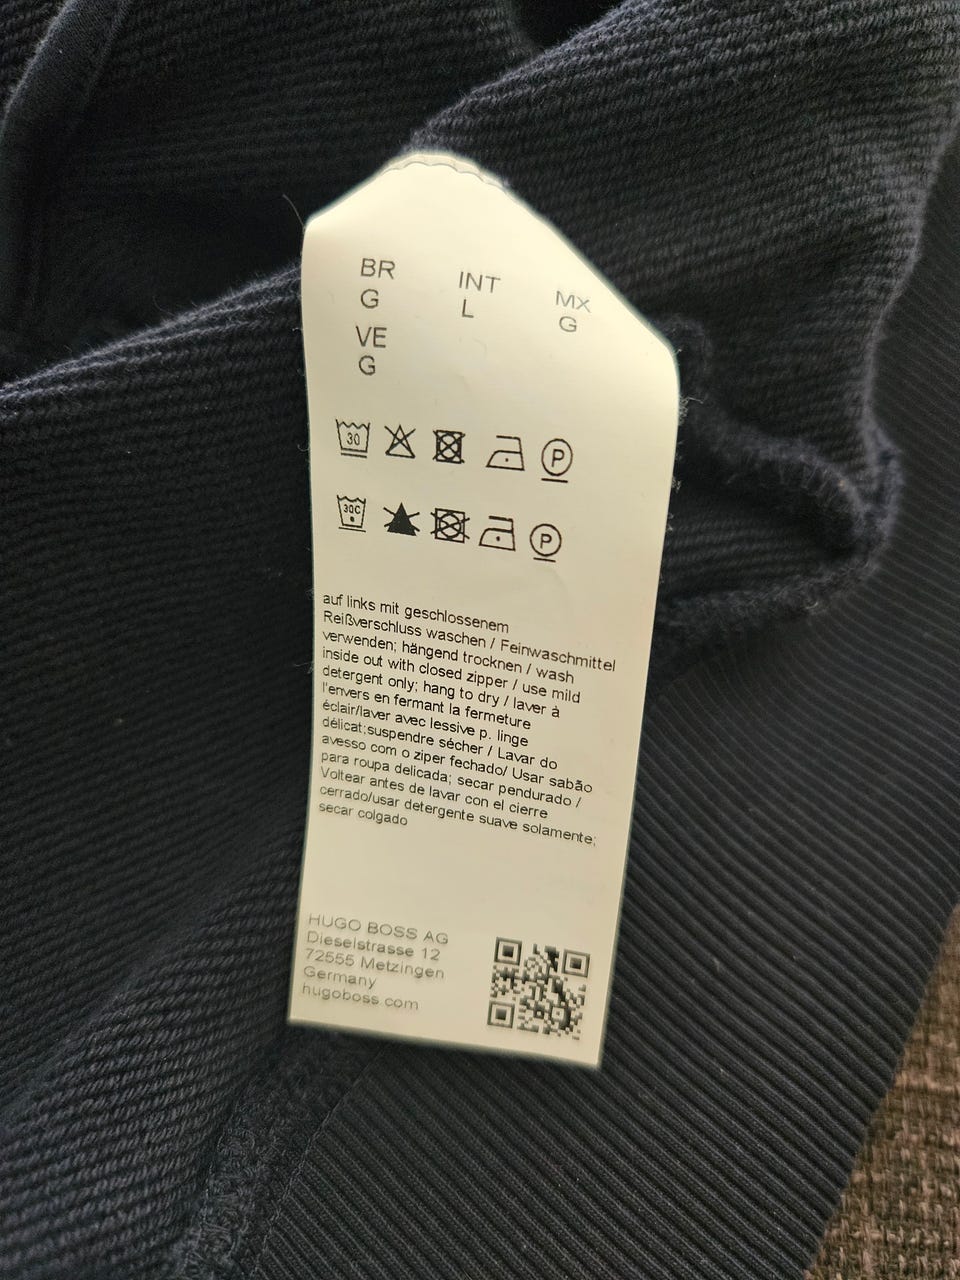 BR INT MX
G L G
VE
G
30 P
30C P
auf links mit geschlossenem
Reißverschluss waschen / Feinwaschmittel
verwenden; hängend trocknen / wash
inside out with closed zipper / use mild
detergent only; hang to dry / laver à
l'envers en fermant la fermeture
éclair/laver avec lessive p. linge
délicat;suspendre sécher / Lavar do
avesso com o ziper fechado/ Usar sabão
para roupa delicada; secar pendurado /
Voltear antes de lavar con el cierre
cerrado/usar detergente suave solamente;
secar colgado
HUGO BOSS AG
Dieselstrasse 12
72555 Metzingen
Germany
hugoboss.com